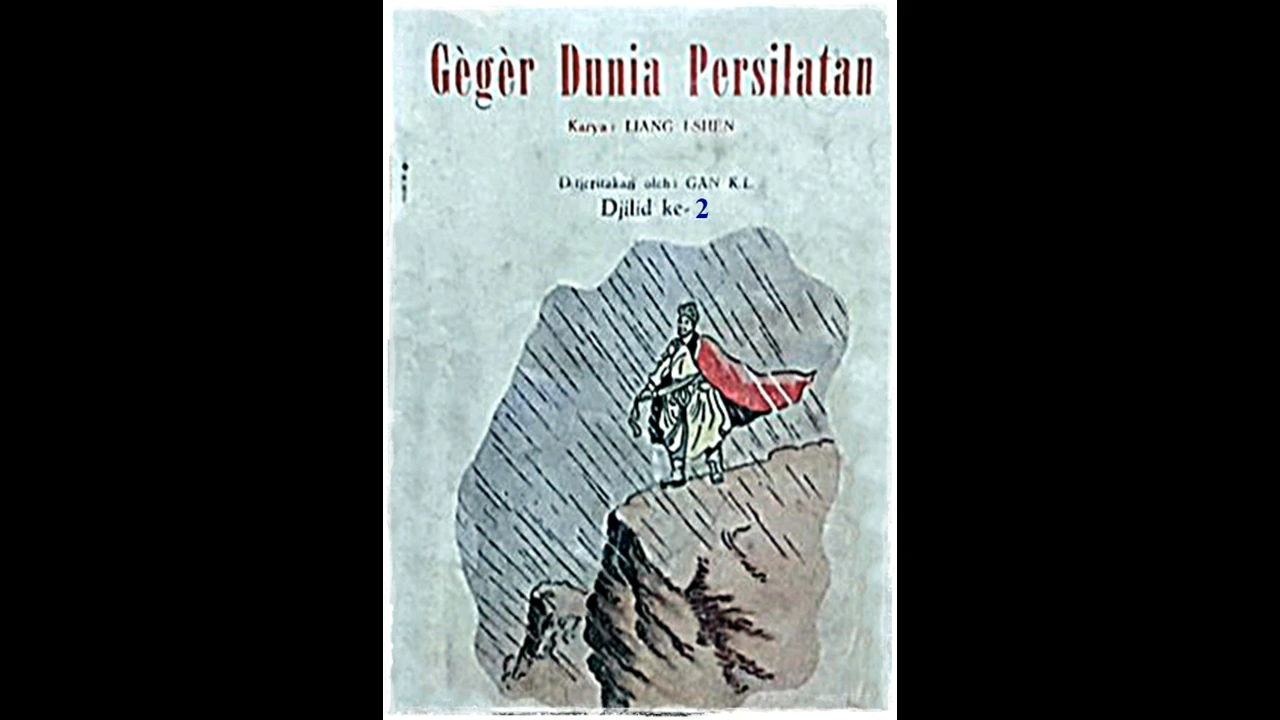 Gègèr Dunia Persilatan
Karya: LIANG I-SHEN
Ditjeritakan oleh: GAN K.L.
Djilid ke-2